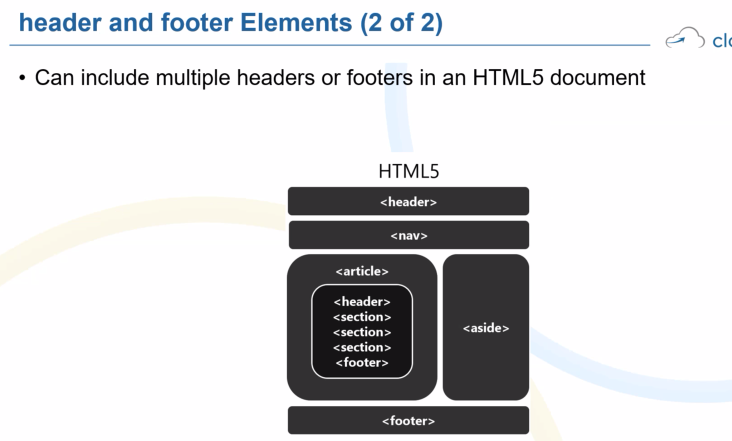 header and footer Elements (2 of 2)
• Can include multiple headers or footers in an HTML5 document
HTML5
<header>
<nav>
<article>
<header>
<section>
<section>
<section>
<footer>
<aside>
<footer>